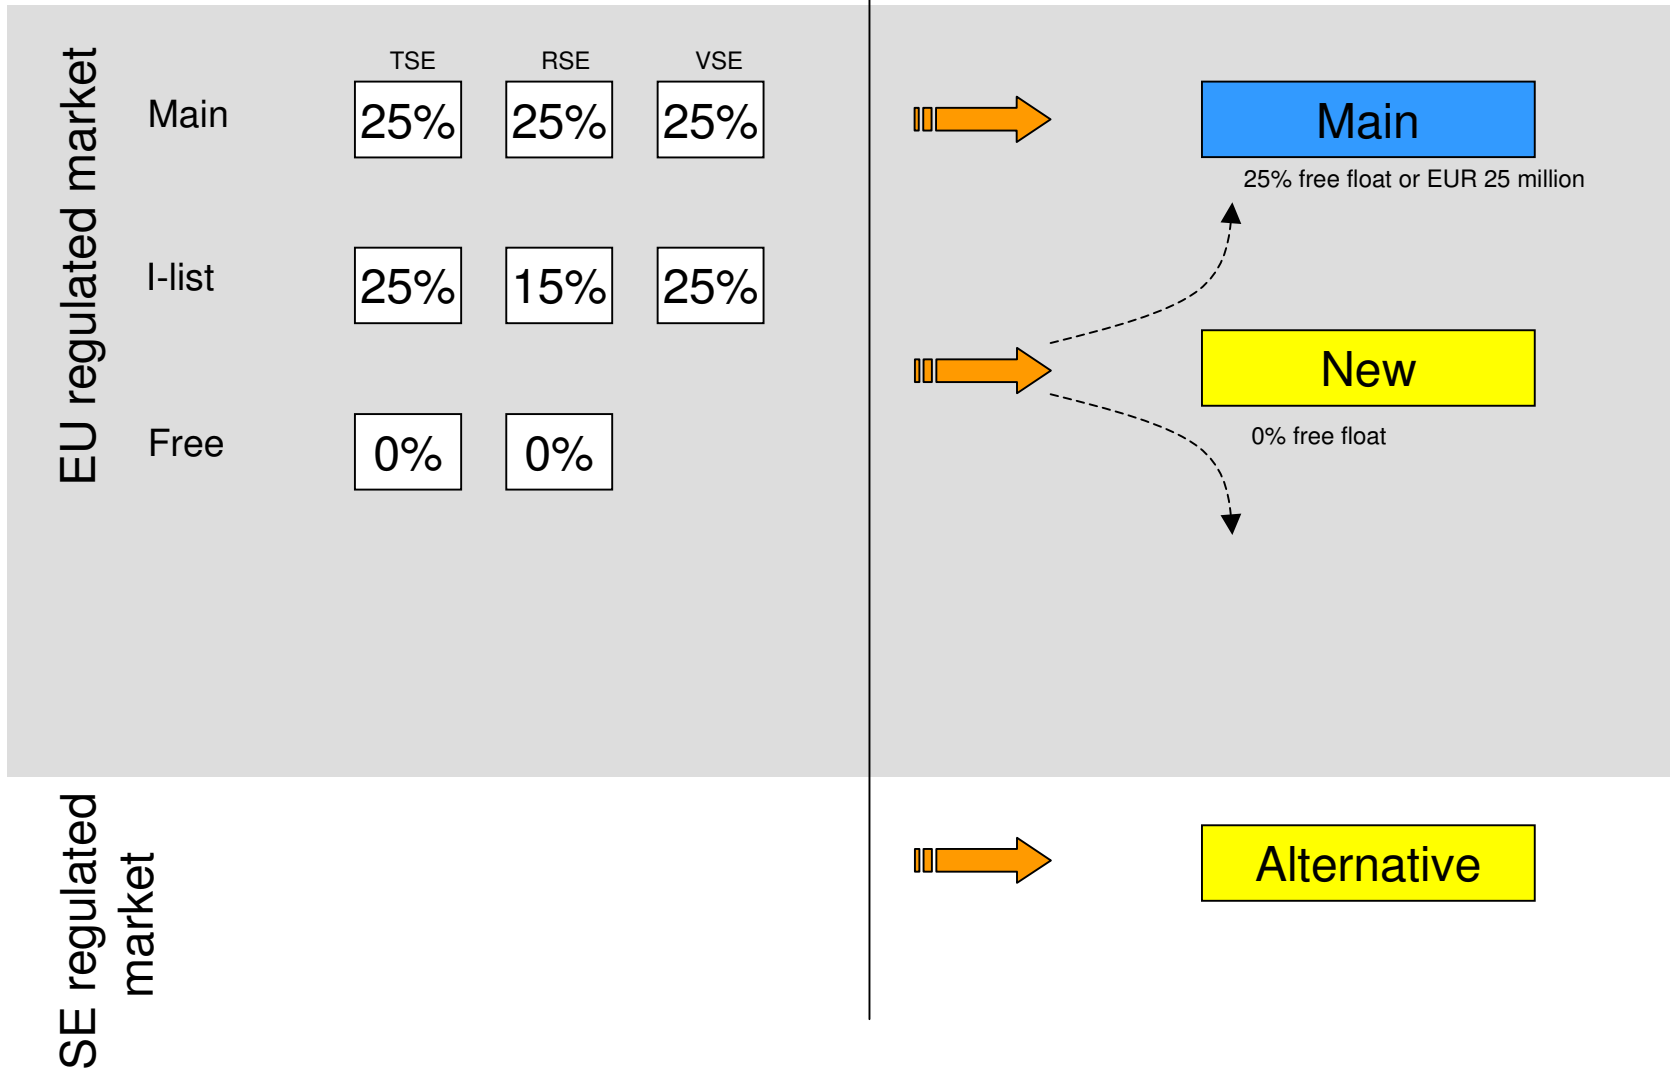 EU regulated market
TSE RSE VSE
Main 25% 25% 25%
I-list 25% 15% 25%
Free 0% 0%
Main
25% free float or EUR 25 million
New
0% free float
SE regulated
market
Alternative